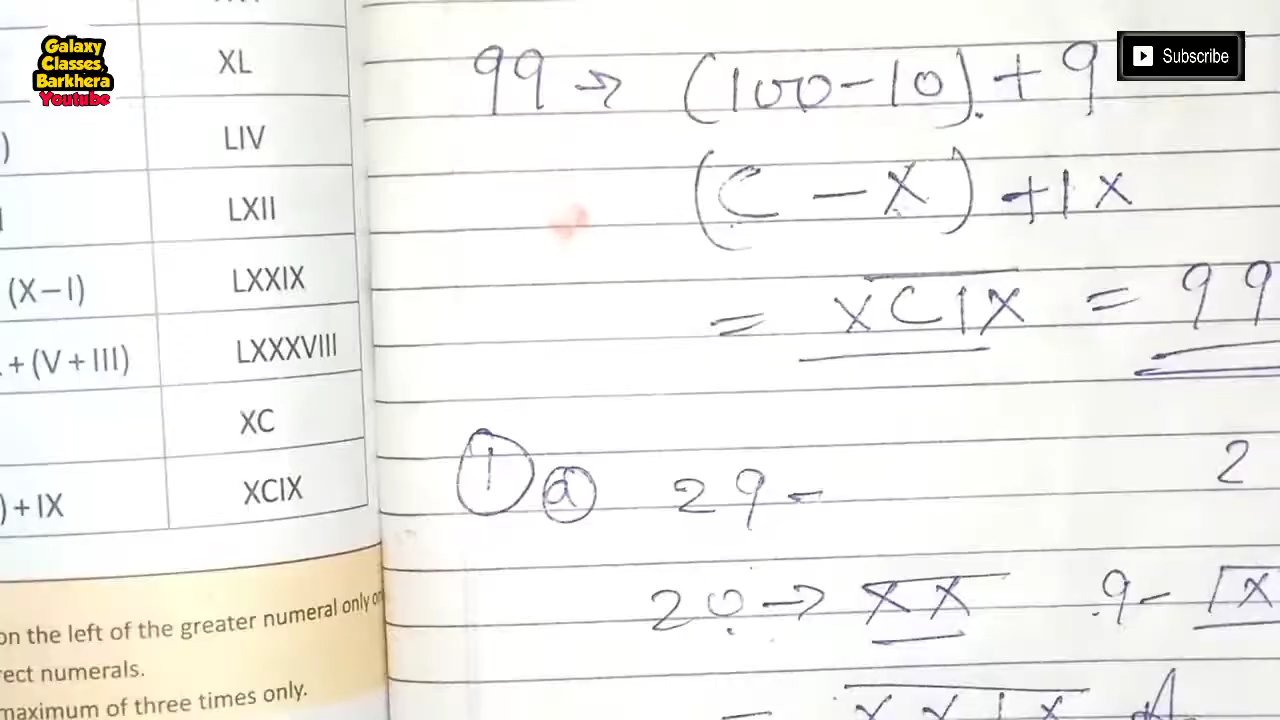 Galaxy
Classes,
Barkhera
Youtube
Subscribe
XL
) LIV
LXII
(X−I) LXXIX
+(V+III) LXXXVIII
XC
)+IX XCIX
on the left of the greater numeral only on
rect numerals.
maximum of three times only.
99 → (100-10) + 9
(C - X) + IX
= XCIX = 99
1 a 29 - 2
20 → XX 9 - IX
= XXIX A